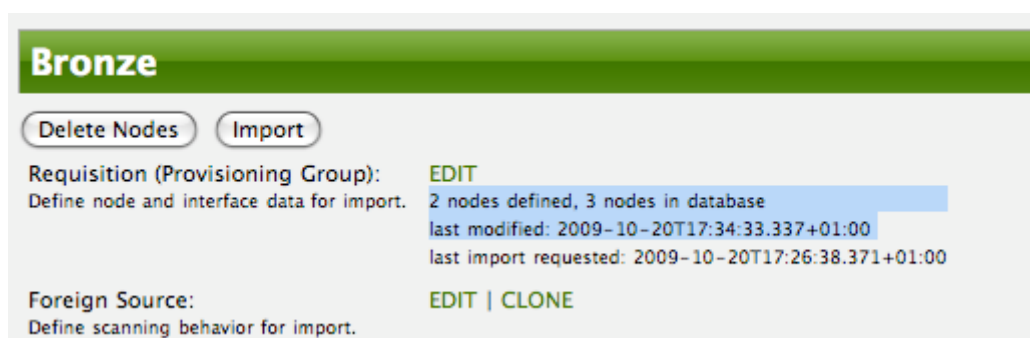 Bronze
Delete Nodes Import
Requisition (Provisioning Group): EDIT
Define node and interface data for import. 2 nodes defined, 3 nodes in database
last modified: 2009-10-20T17:34:33.337+01:00
last import requested: 2009-10-20T17:26:38.371+01:00
Foreign Source: EDIT | CLONE
Define scanning behavior for import.